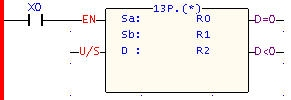 X0
13P.(*)
EN
Sa: R0
D=0
Sb: R1
U/S
D : R2
D<0